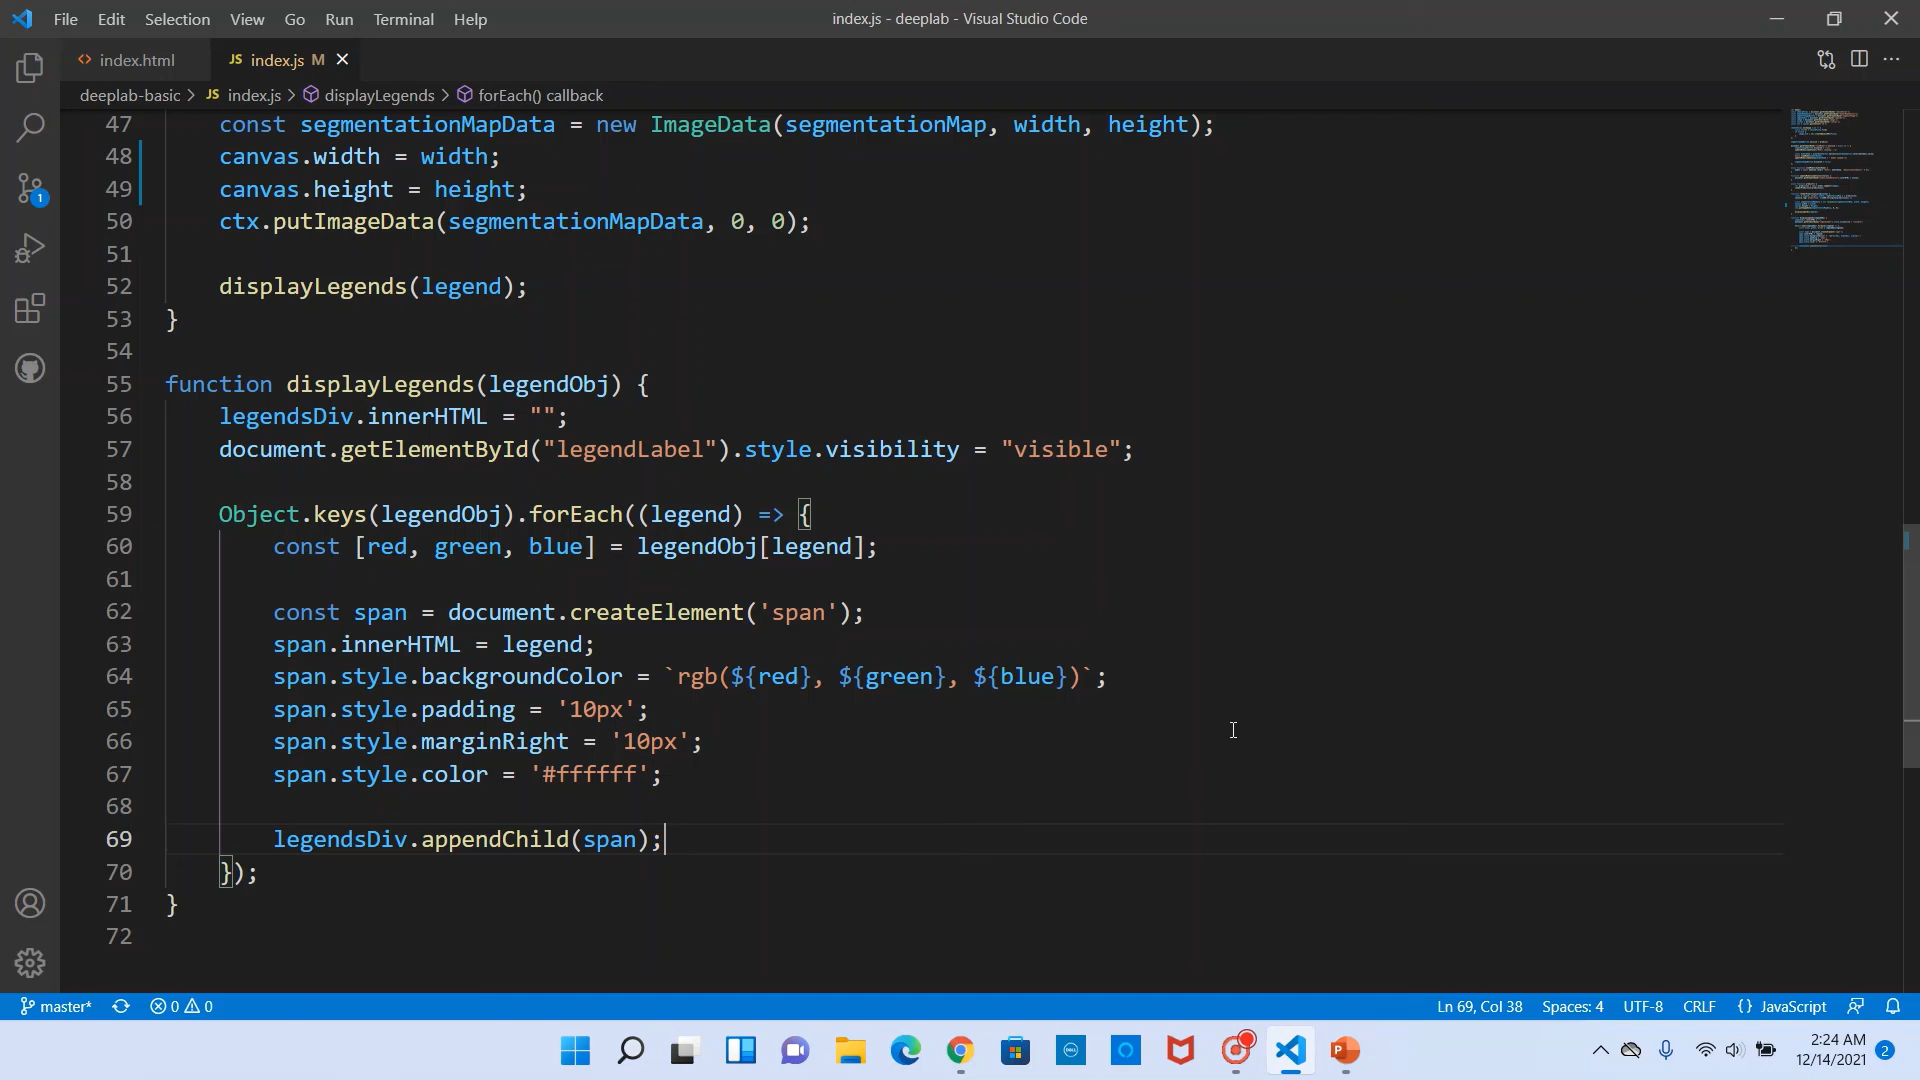 File Edit Selection View Go Run Terminal Help
index.js - deeplab - Visual Studio Code
index.html
JS index.js M
deeplab-basic > JS index.js > displayLegends > forEach() callback
47 const segmentationMapData = new ImageData(segmentationMap, width, height);
48 canvas.width = width;
49 canvas.height = height;
50 ctx.putImageData(segmentationMapData, 0, 0);
51
52 displayLegends(legend);
53 }
54
55 function displayLegends(legendObj) {
56 legendsDiv.innerHTML = "";
57 document.getElementById("legendLabel").style.visibility = "visible";
58
59 Object.keys(legendObj).forEach((legend) => {
60 const [red, green, blue] = legendObj[legend];
61
62 const span = document.createElement('span');
63 span.innerHTML = legend;
64 span.style.backgroundColor = `rgb(${red}, ${green}, ${blue})`;
65 span.style.padding = '10px';
66 span.style.marginRight = '10px';
67 span.style.color = '#ffffff';
68
69 legendsDiv.appendChild(span);
70 });
71 }
72
1
master* 0 0
Ln 69, Col 38 Spaces: 4 UTF-8 CRLF {} JavaScript
2:24 AM
12/14/2021
2